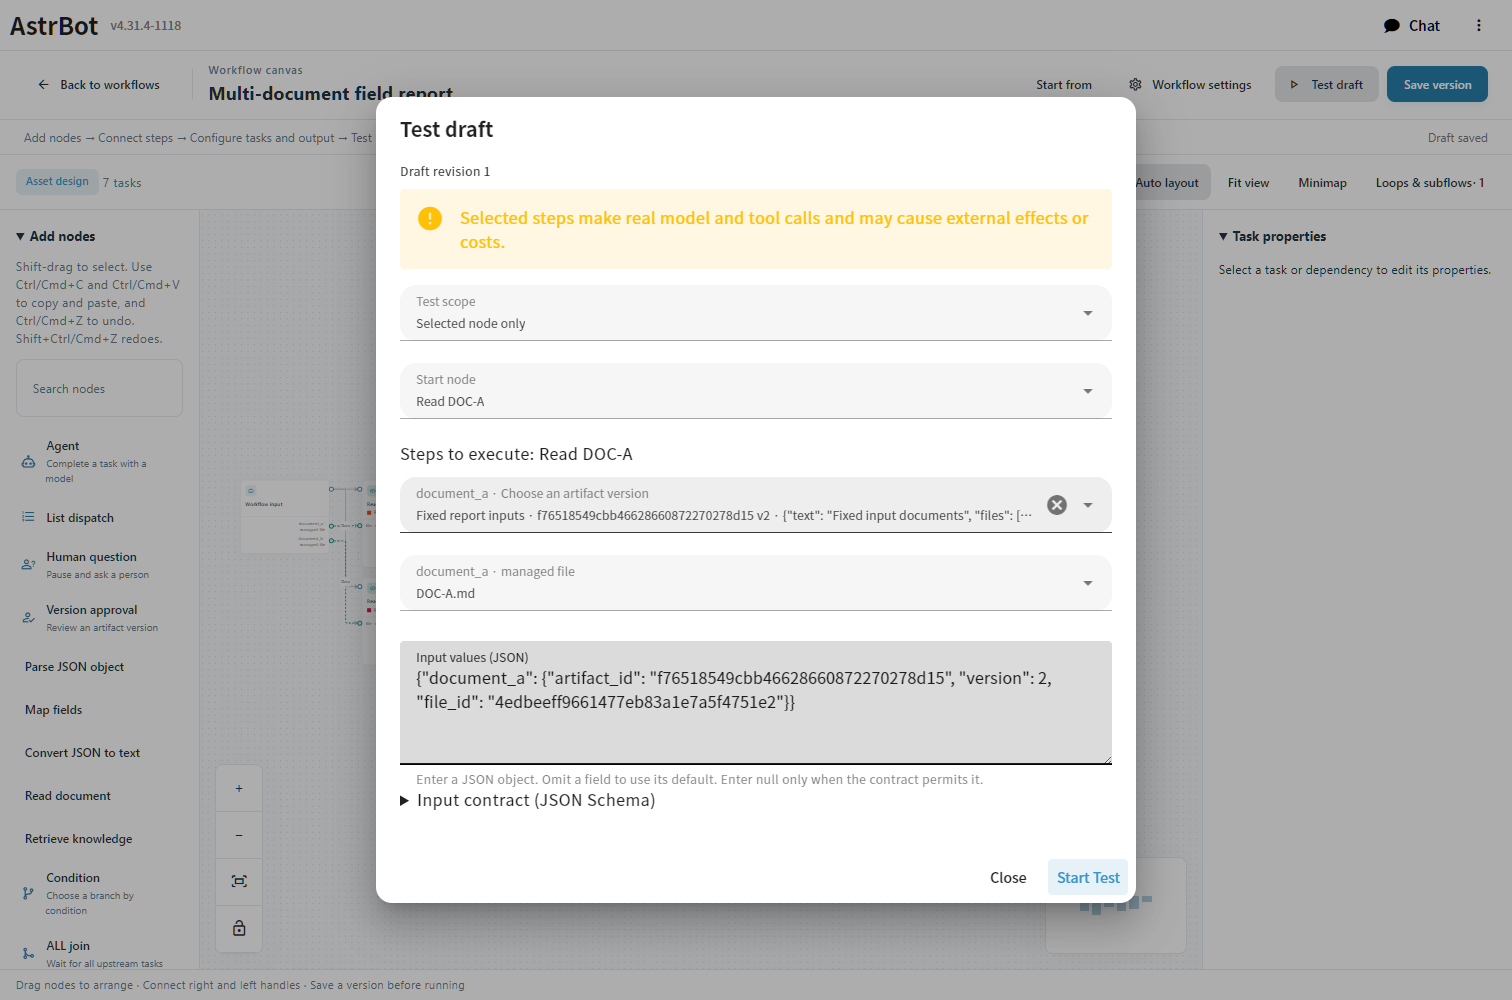 AstrBot v4.31.4-1118
Chat
Back to workflows
Workflow canvas
Multi-document field report
Start from
Workflow settings
Test draft
Save version
Add nodes → Connect steps → Configure tasks and output → Test
Draft saved
Asset design
7 tasks
Auto layout
Fit view
Minimap
Loops & subflows · 1
Add nodes
Shift-drag to select. Use
Ctrl/Cmd+C and Ctrl/Cmd+V
to copy and paste, and
Ctrl/Cmd+Z to undo.
Shift+Ctrl/Cmd+Z redoes.
Search nodes
Agent
Complete a task with a
model
List dispatch
Human question
Pause and ask a person
Version approval
Review an artifact version
Parse JSON object
Map fields
Convert JSON to text
Read document
Retrieve knowledge
Condition
Choose a branch by
condition
ALL join
Wait for all upstream tasks
Workflow input
Test draft
Draft revision 1
Selected steps make real model and tool calls and may cause external effects or
costs.
Test scope
Selected node only
Start node
Read DOC-A
Steps to execute: Read DOC-A
document_a · Choose an artifact version
Fixed report inputs · f76518549cbb46628660872270278d15 v2 · {"text": "Fixed input documents", "files": [···
document_a · managed file
DOC-A.md
Input values (JSON)
{"document_a": {"artifact_id": "f76518549cbb46628660872270278d15", "version": 2,
"file_id": "4edbeeff9661477eb83a1e7a5f4751e2"}}
Enter a JSON object. Omit a field to use its default. Enter null only when the contract permits it.
Input contract (JSON Schema)
Close
Start Test
Task properties
Select a task or dependency to edit its properties.
Drag nodes to arrange · Connect right and left handles · Save a version before running